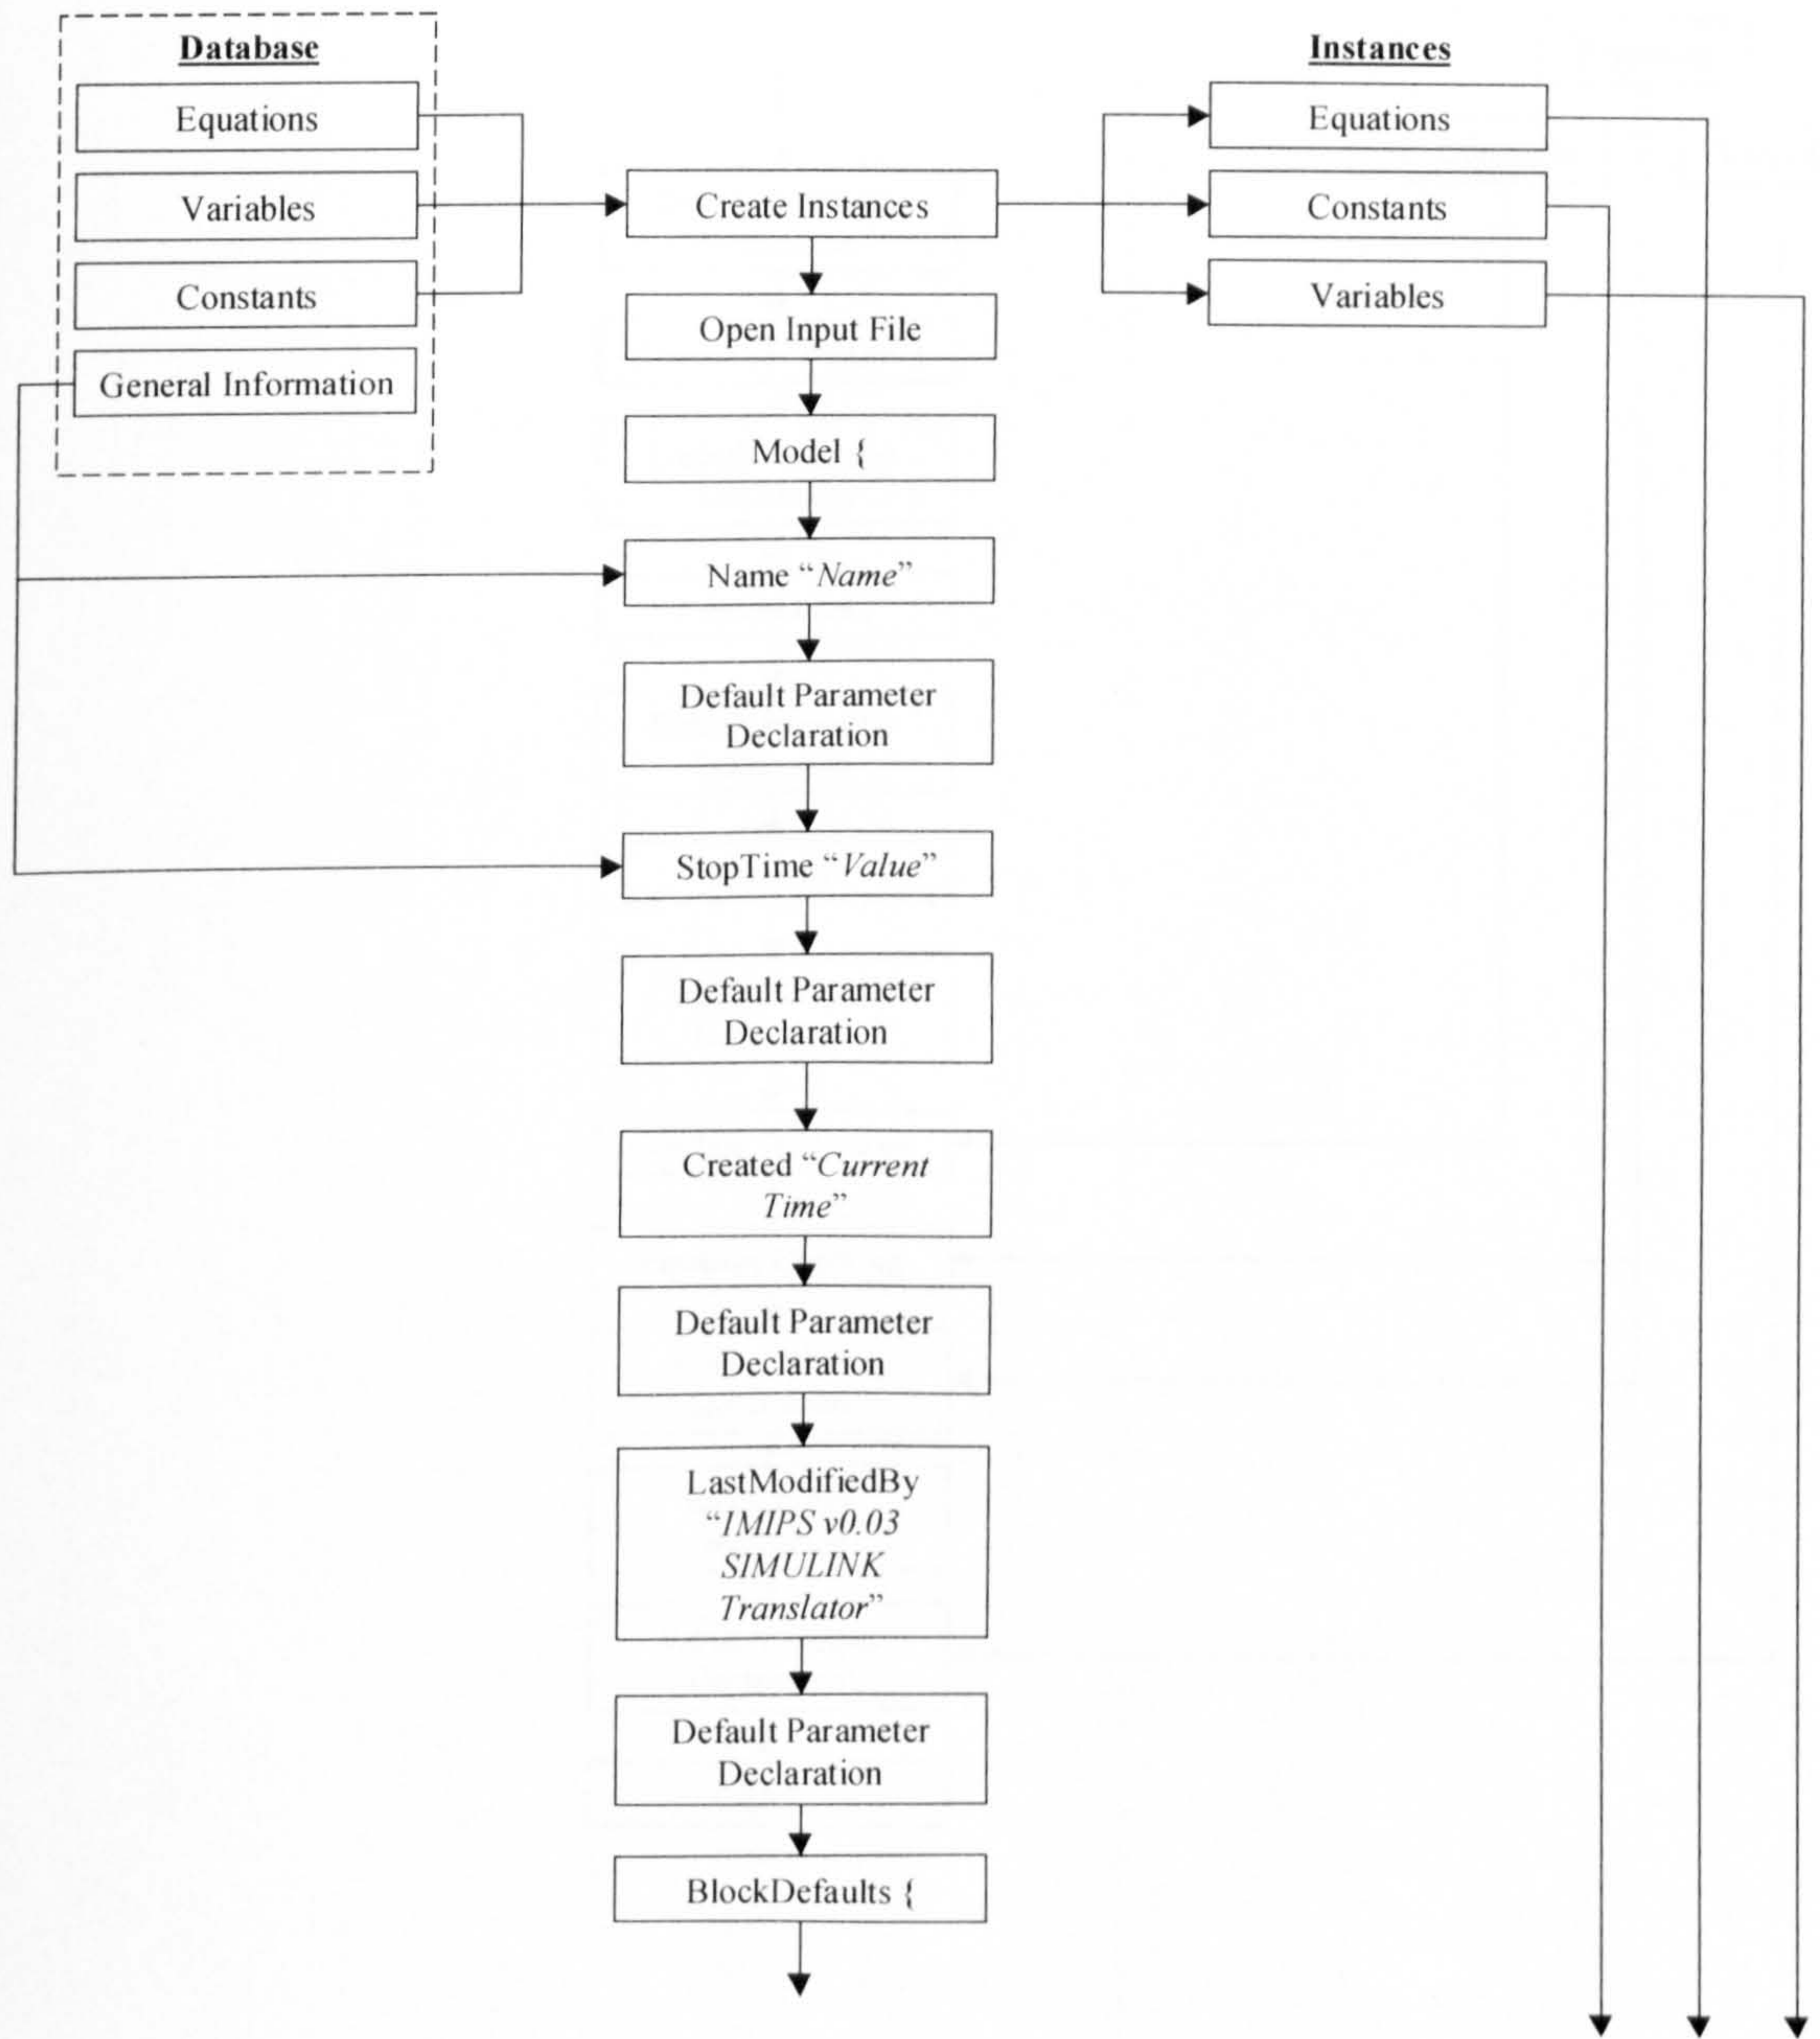 Database
Equations
Variables
Constants
General Information
Create Instances
Open Input File
Model {
Name “Name”
Default Parameter
Declaration
StopTime “Value”
Default Parameter
Declaration
Created “Current
Time”
Default Parameter
Declaration
LastModifiedBy
“IMIPS v0.03
SIMULINK
Translator”
Default Parameter
Declaration
BlockDefaults {
Instances
Equations
Constants
Variables